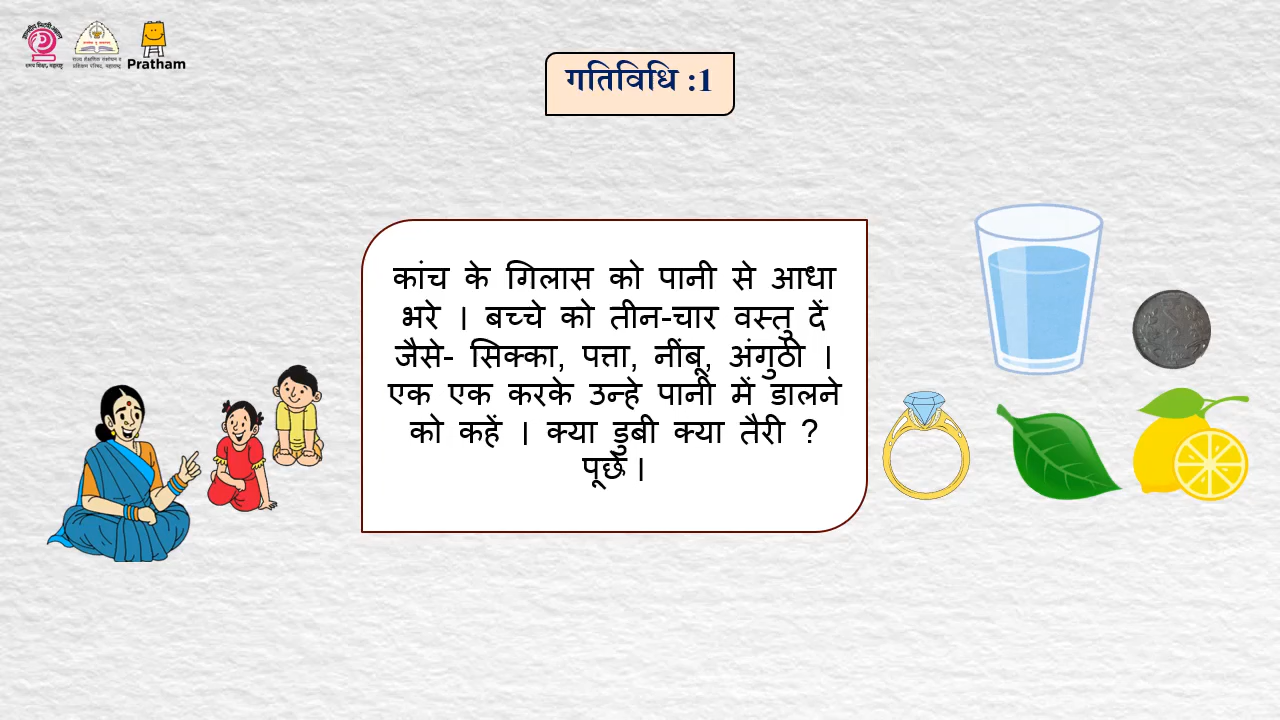 Pratham
गतिविधि :1
कांच के गिलास को पानी से आधा
भरे । बच्चे को तीन-चार वस्तु दें
जैसे- सिक्का, पत्ता, नींबू, अंगुठी ।
एक एक करके उन्हे पानी में डालने
को कहें । क्या डुबी क्या तैरी ?
पूछें ।